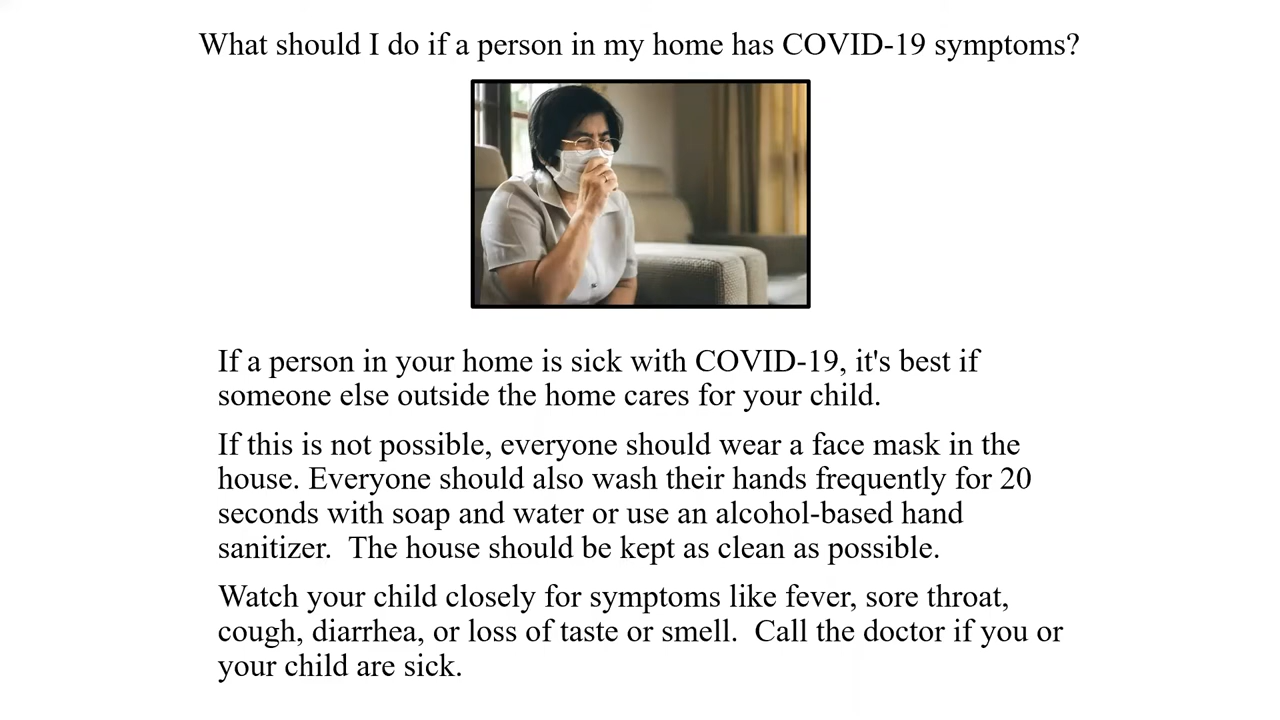 What should I do if a person in my home has COVID-19 symptoms?
If a person in your home is sick with COVID-19, it's best if
someone else outside the home cares for your child.
If this is not possible, everyone should wear a face mask in the
house. Everyone should also wash their hands frequently for 20
seconds with soap and water or use an alcohol-based hand
sanitizer.  The house should be kept as clean as possible.
Watch your child closely for symptoms like fever, sore throat,
cough, diarrhea, or loss of taste or smell.  Call the doctor if you or
your child are sick.